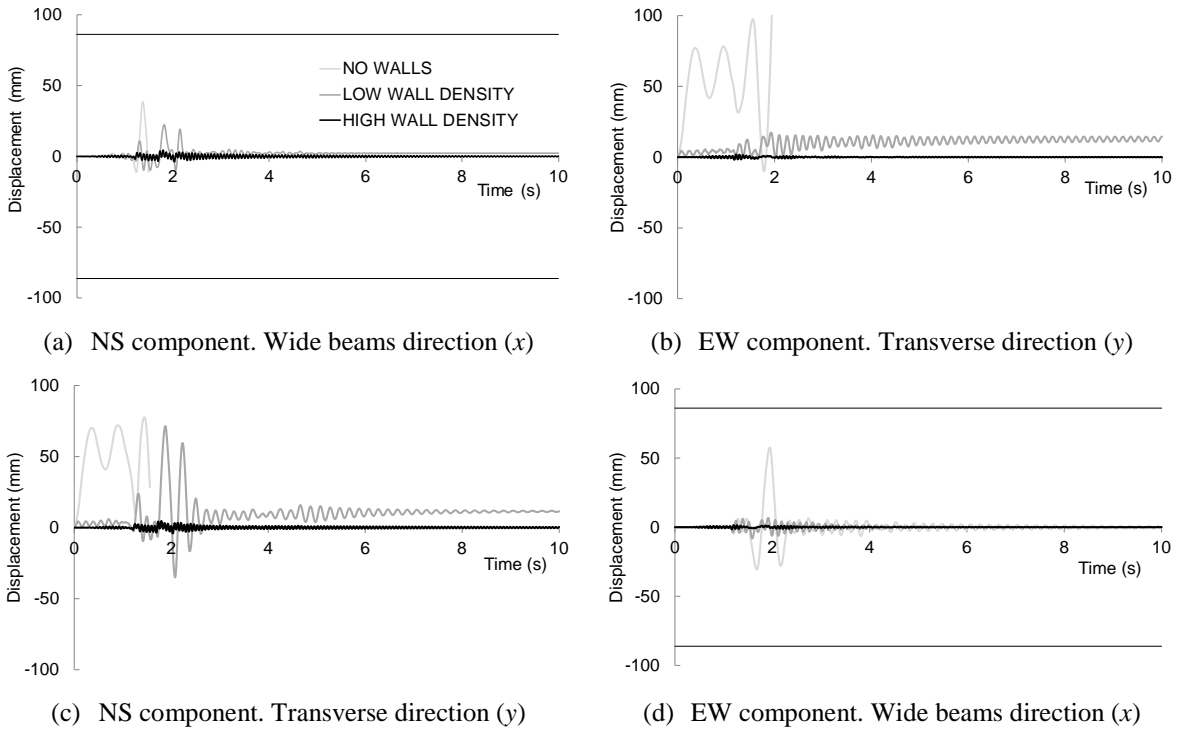 100
50
0
-50
-100
Displacement (mm)
0 2 4 6 8 10
Time (s)
NO WALLS
LOW WALL DENSITY
HIGH WALL DENSITY
(a) NS component. Wide beams direction (x)
100
50
0
-50
-100
Displacement (mm)
0 2 4 6 8 10
Time (s)
(b) EW component. Transverse direction (y)
100
50
0
-50
-100
Displacement (mm)
0 2 4 6 8 10
Time (s)
(c) NS component. Transverse direction (y)
100
50
0
-50
-100
Displacement (mm)
0 2 4 6 8 10
Time (s)
(d) EW component. Wide beams direction (x)